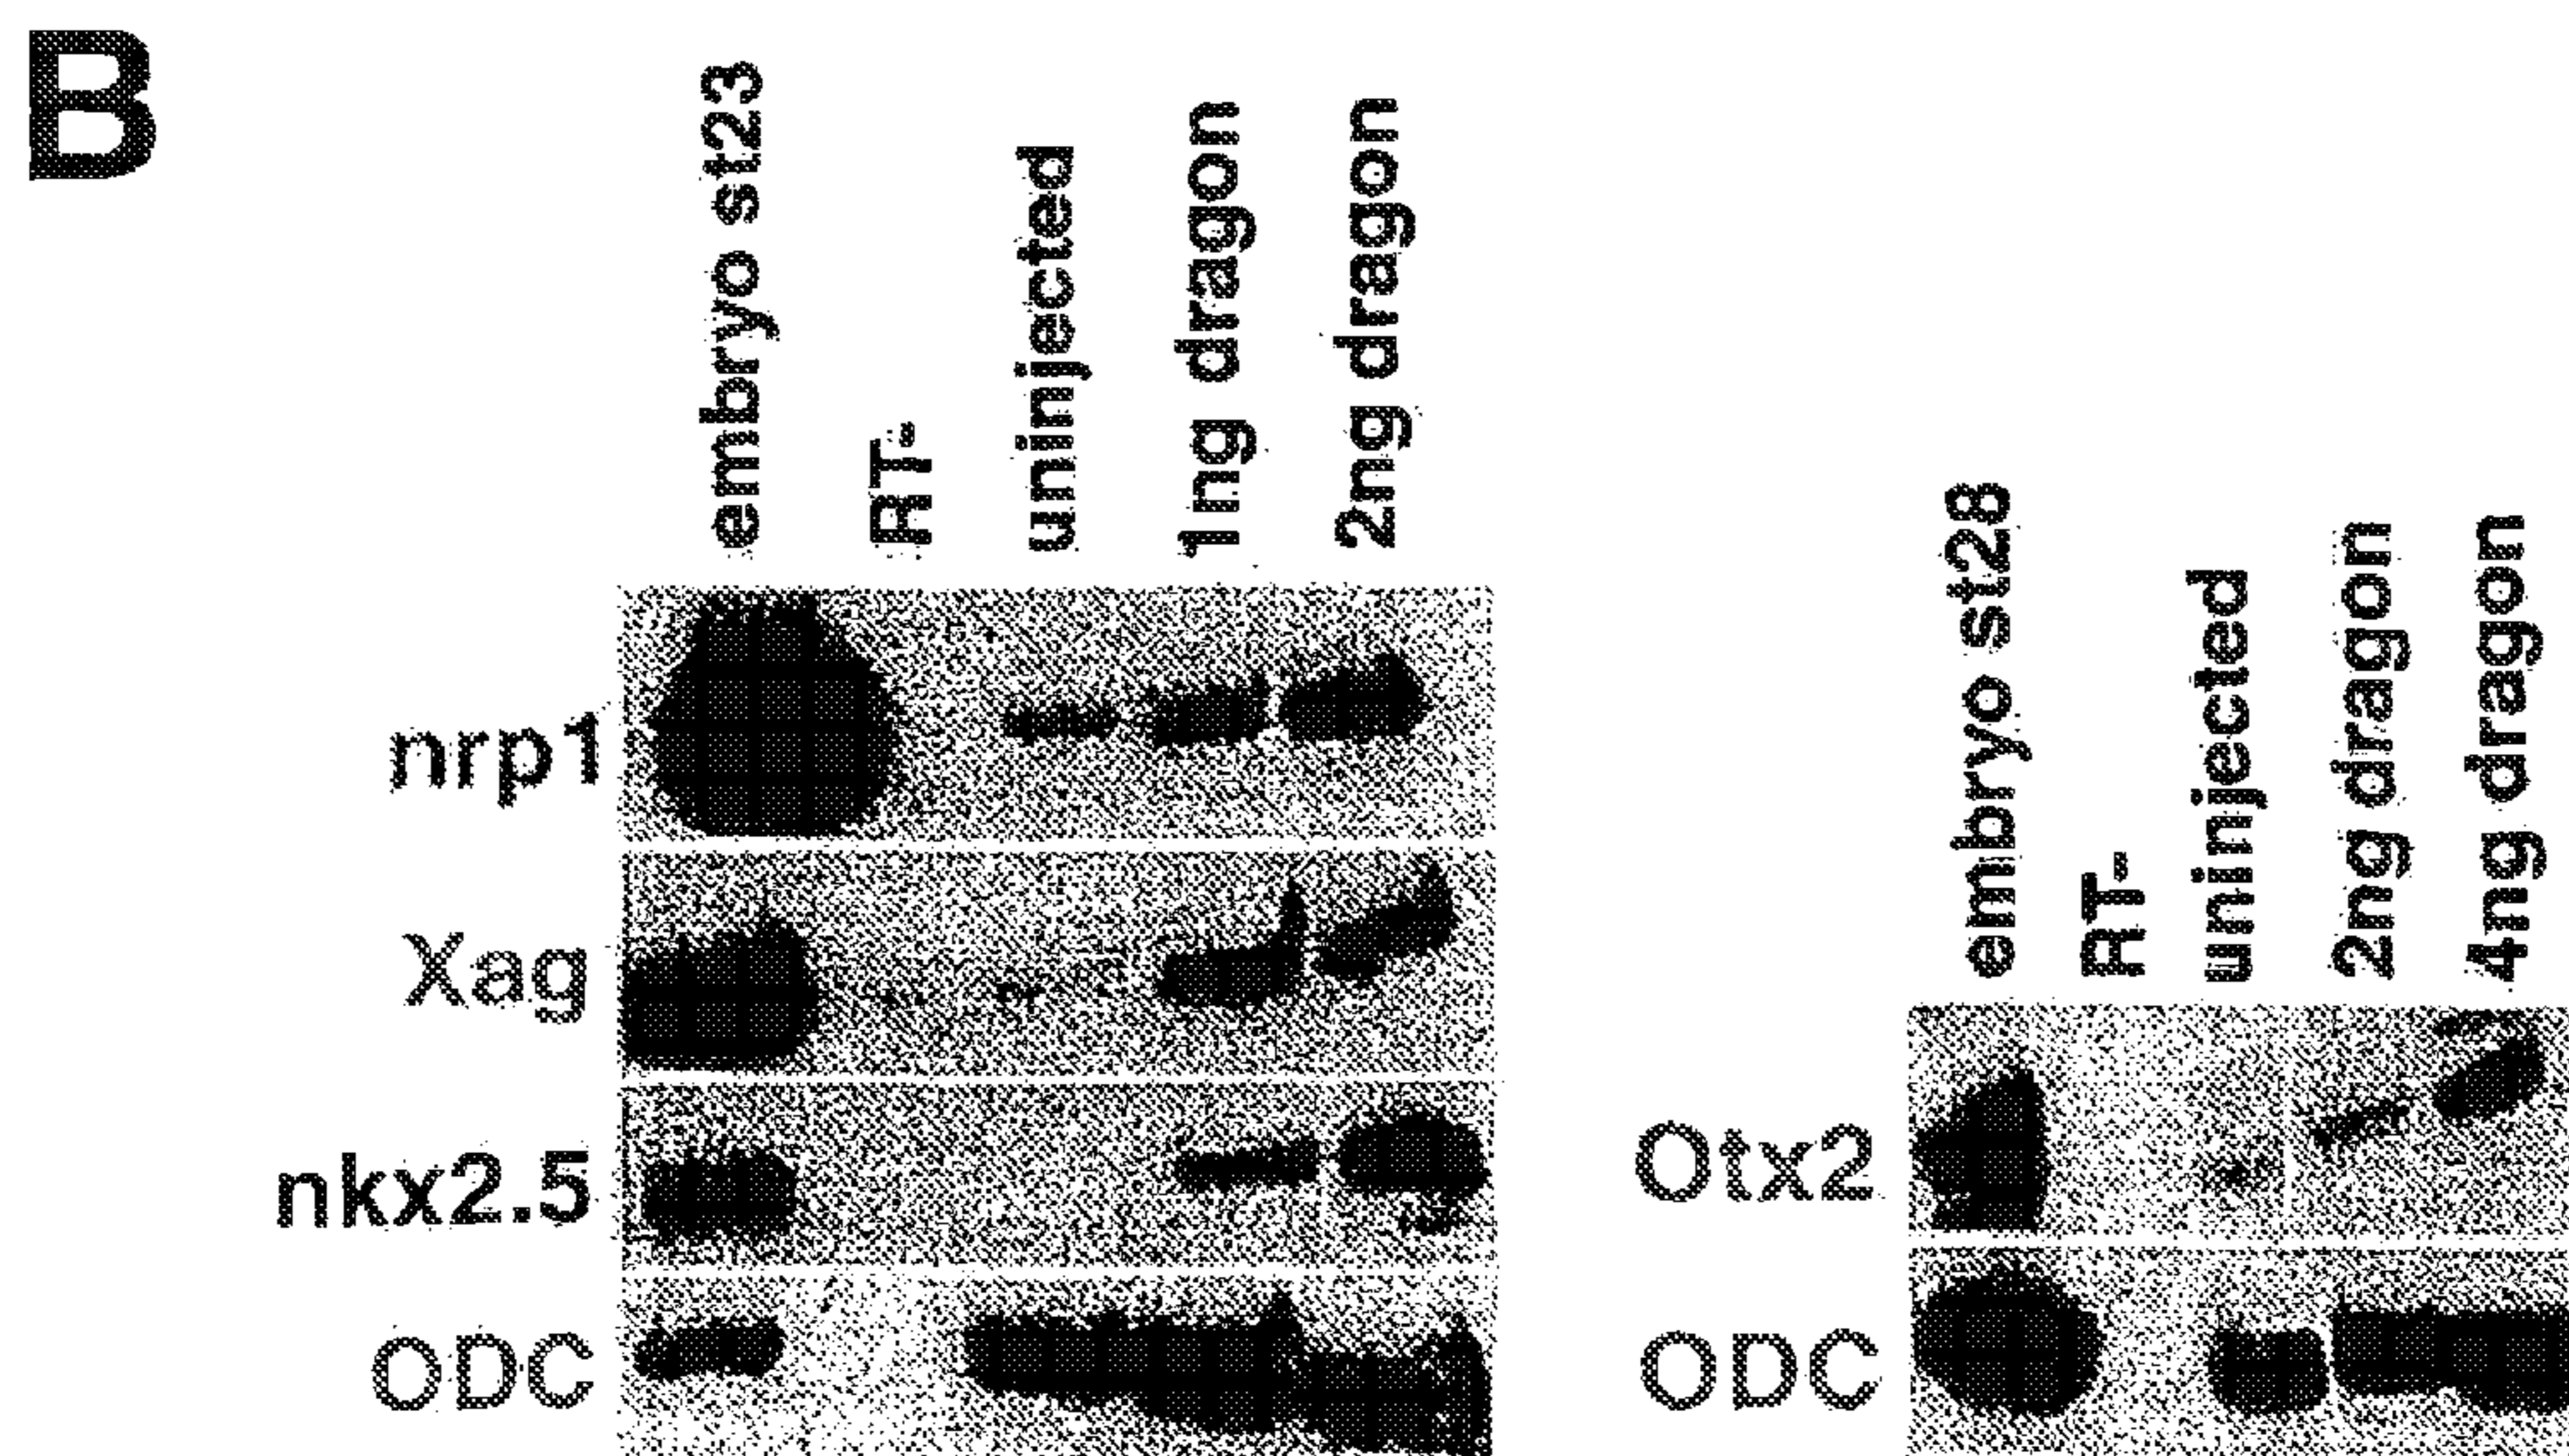 B
embryo st23
RT-
uninjected
1ng dragon
2ng dragon
nrp1
Xag
nkx2.5
ODC
embryo st28
RT-
uninjected
2ng dragon
4ng dragon
Otx2
ODC